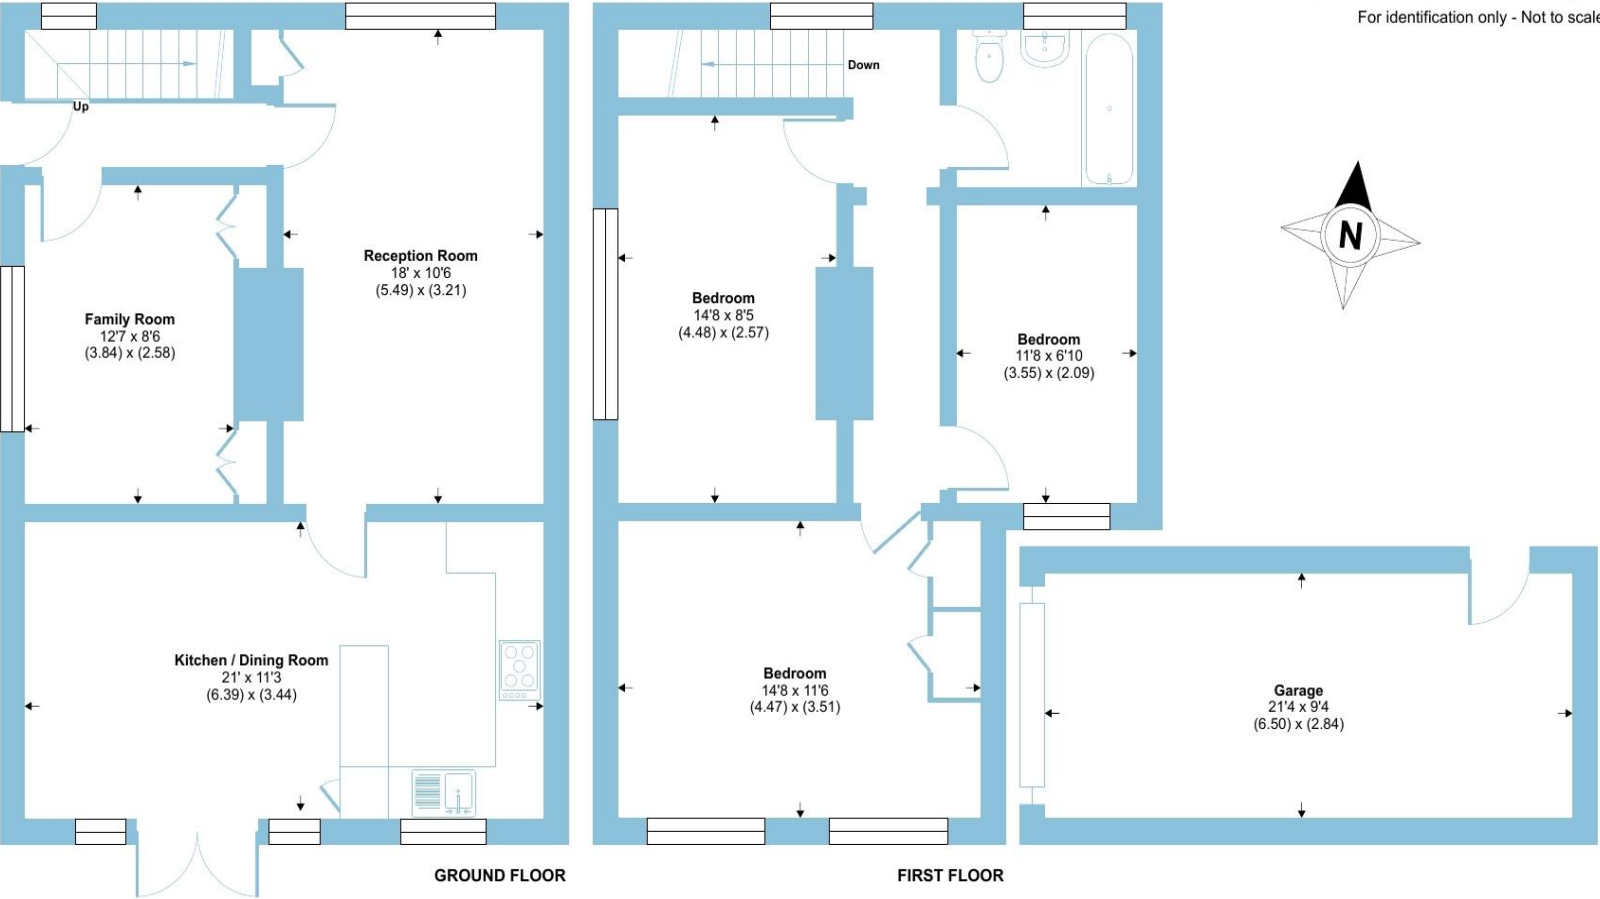 For identification only - Not to scale
Up
Reception Room
18' x 10'6
(5.49) x (3.21)
Family Room
12'7 x 8'6
(3.84) x (2.58)
Kitchen / Dining Room
21' x 11'3
(6.39) x (3.44)
GROUND FLOOR
Down
Bedroom
14'8 x 8'5
(4.48) x (2.57)
Bedroom
11'8 x 6'10
(3.55) x (2.09)
Bedroom
14'8 x 11'6
(4.47) x (3.51)
FIRST FLOOR
N
Garage
21'4 x 9'4
(6.50) x (2.84)